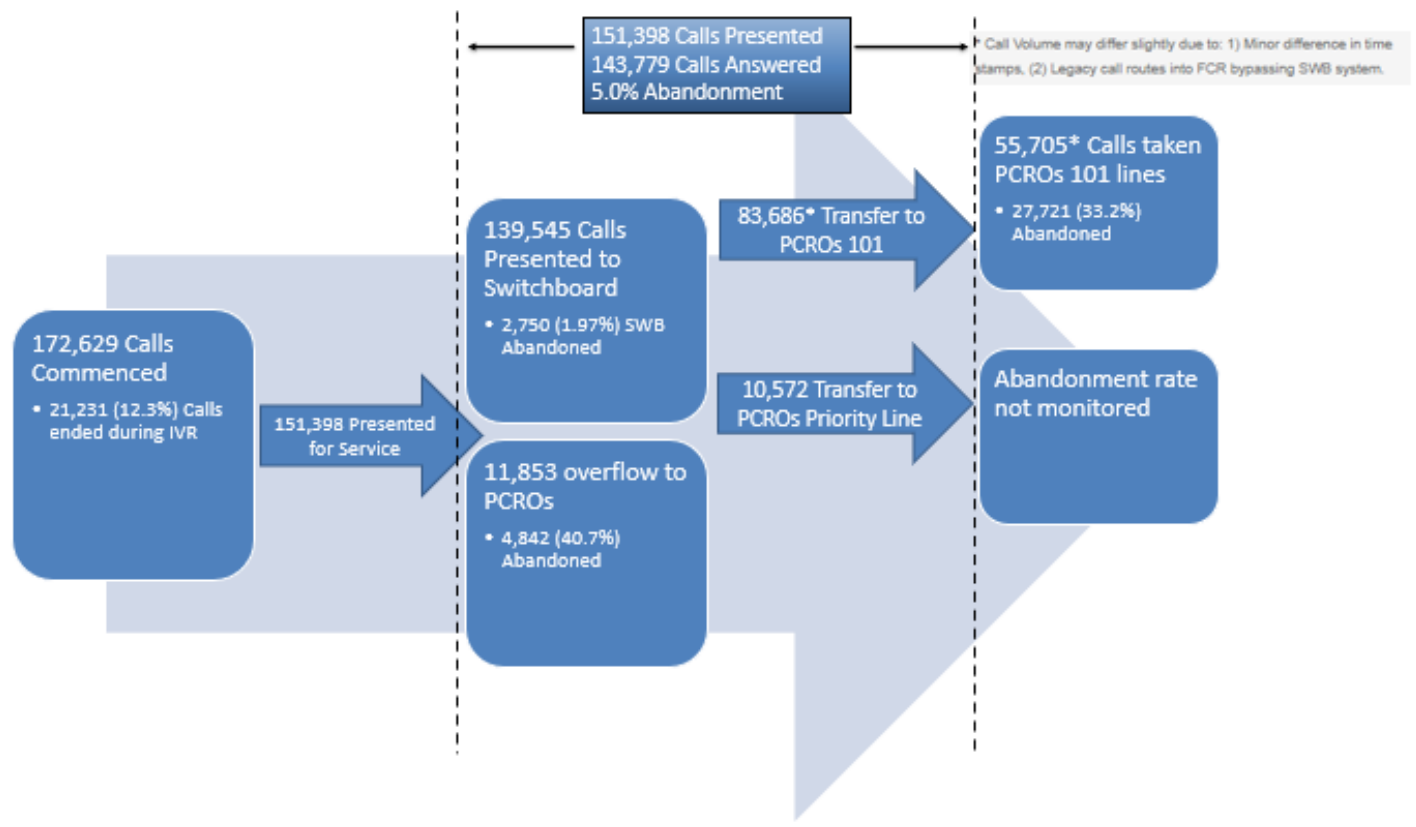 151,398 Calls Presented
143,779 Calls Answered
5.0% Abandonment
* Call Volume may differ slightly due to: 1) Minor difference in time
stamps, (2) Legacy call routes into FCR bypassing SWB system.
172,629 Calls
Commenced
• 21,231 (12.3%) Calls
ended during IVR
151,398 Presented
for Service
139,545 Calls
Presented to
Switchboard
• 2,750 (1.97%) SWB
Abandoned
11,853 overflow to
PCROs
• 4,842 (40.7%)
Abandoned
83,686* Transfer to
PCROs 101
10,572 Transfer to
PCROs Priority Line
55,705* Calls taken
PCROs 101 lines
• 27,721 (33.2%)
Abandoned
Abandonment rate
not monitored